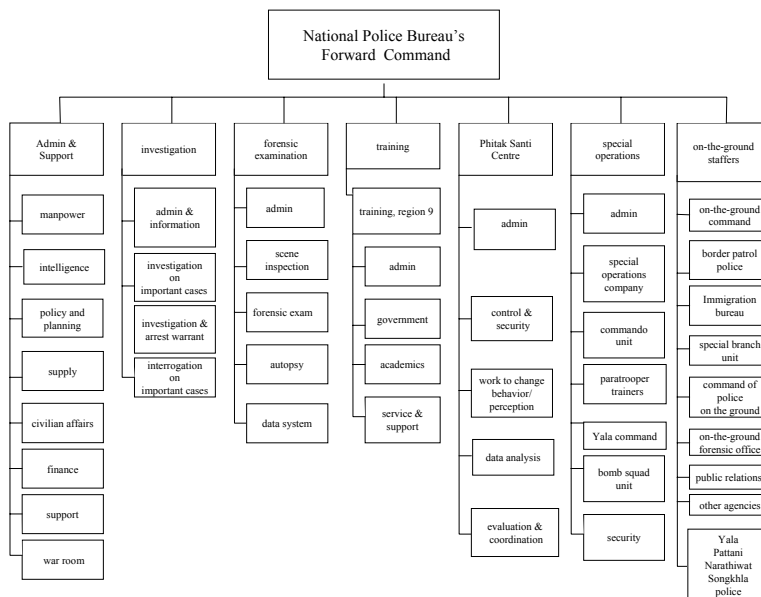 National Police Bureau's
Forward Command
Admin &
Support
manpower
intelligence
policy and
planning
supply
civilian affairs
finance
support
war room
investigation
admin &
information
investigation
on
important cases
investigation &
arrest warrant
interrogation
on
important cases
forensic
examination
admin
scene
inspection
forensic exam
autopsy
data system
training
training, region 9
admin
government
academics
service &
support
Phitak Santi
Centre
admin
control &
security
work to change
behavior/
perception
data analysis
evaluation &
coordination
special
operations
admin
special
operations
company
commando
unit
paratrooper
trainers
Yala command
bomb squad
unit
security
on-the-ground
staffers
on-the-ground
command
border patrol
police
Immigration
bureau
special branch
unit
command of
police
on the ground
on-the-ground
forensic office
public relations
other agencies
Yala
Pattani
Narathiwat
Songkhla
police